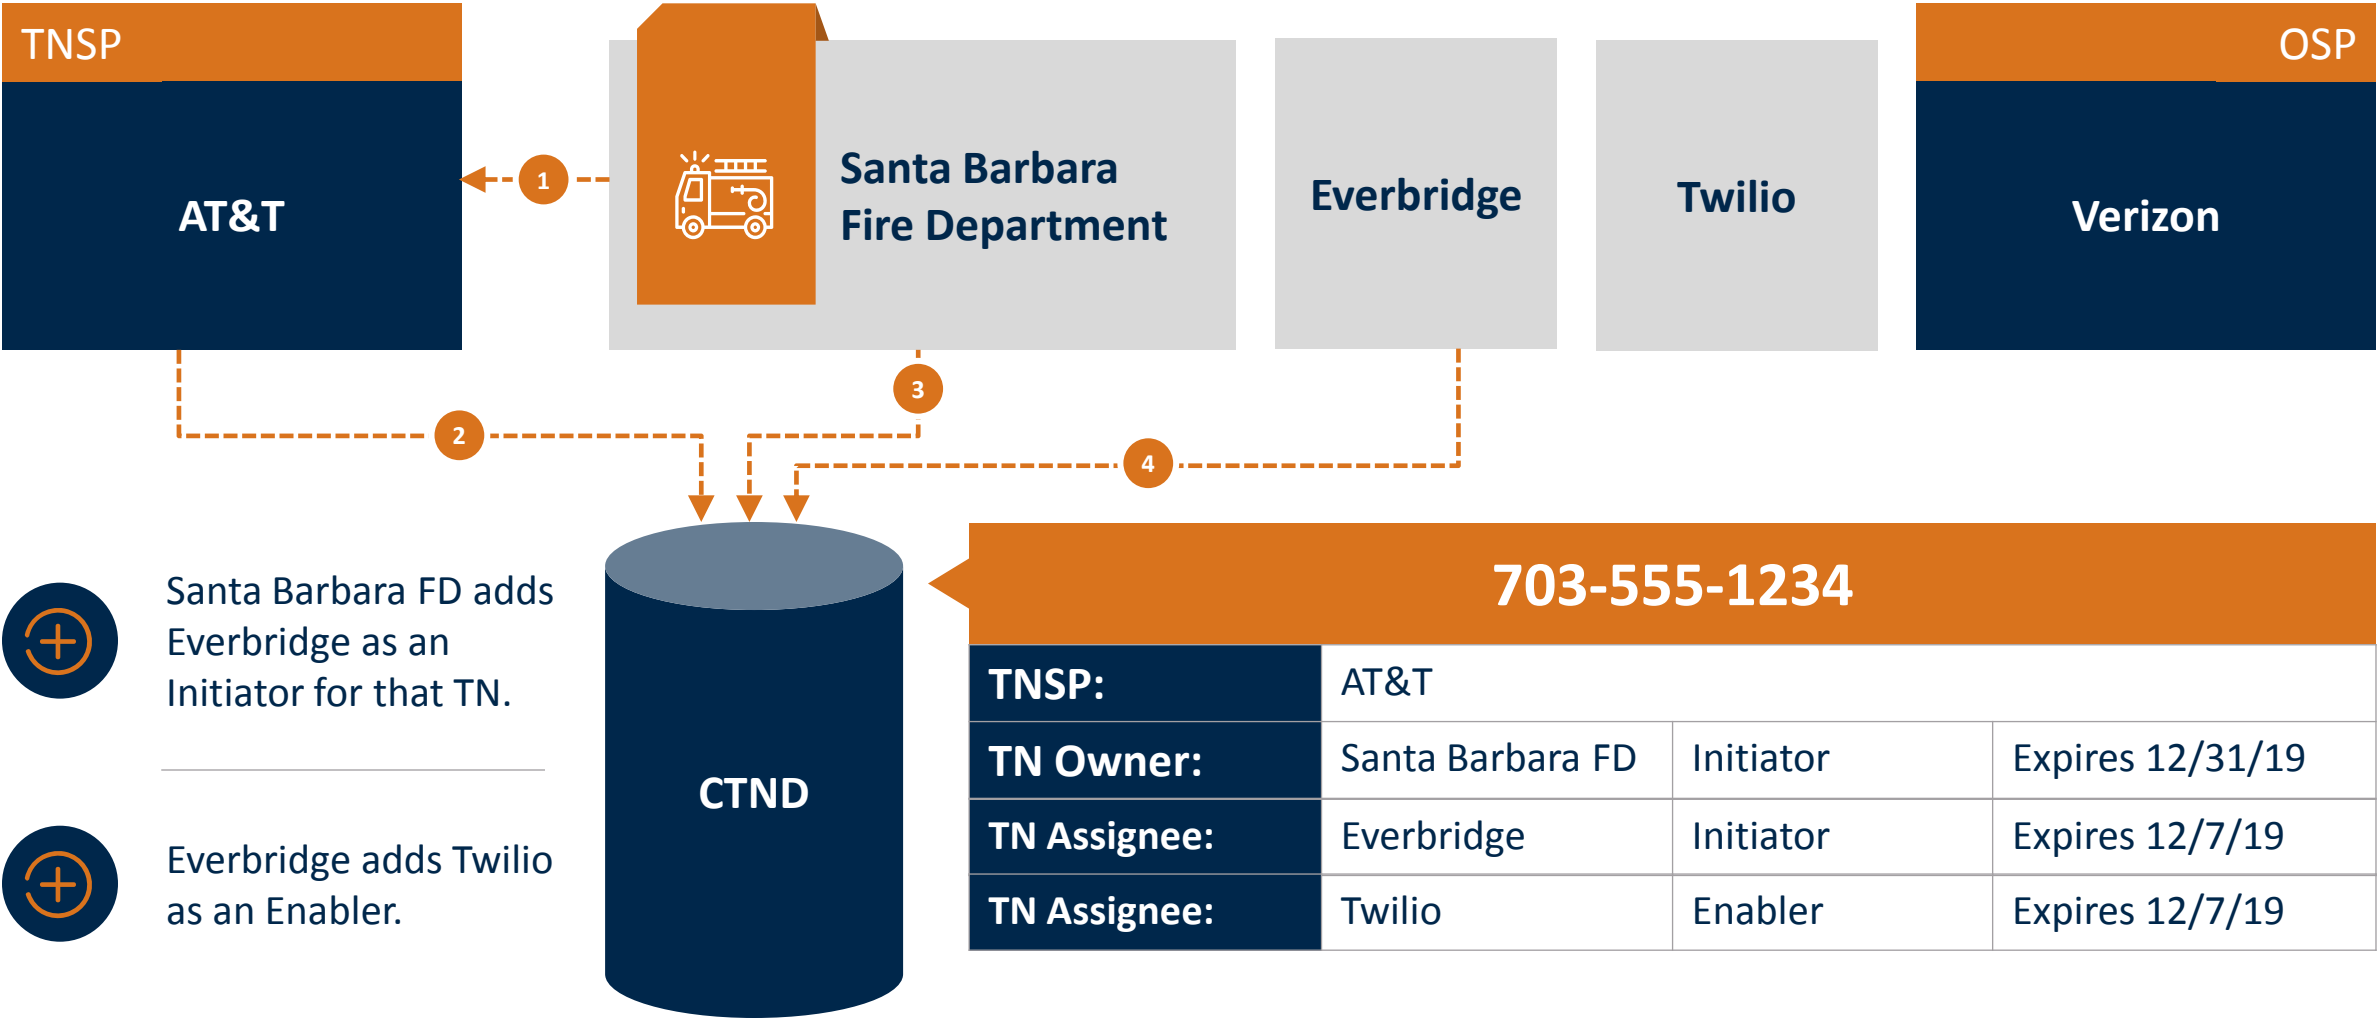 TNSP
OSP
AT&T
1
Santa Barbara
Fire Department
Everbridge
Twilio
Verizon
3
2
4
Santa Barbara FD adds
Everbridge as an
Initiator for that TN.
Everbridge adds Twilio
as an Enabler.
CTND
703-555-1234
TNSP: AT&T
TN Owner: Santa Barbara FD Initiator Expires 12/31/19
TN Assignee: Everbridge Initiator Expires 12/7/19
TN Assignee: Twilio Enabler Expires 12/7/19